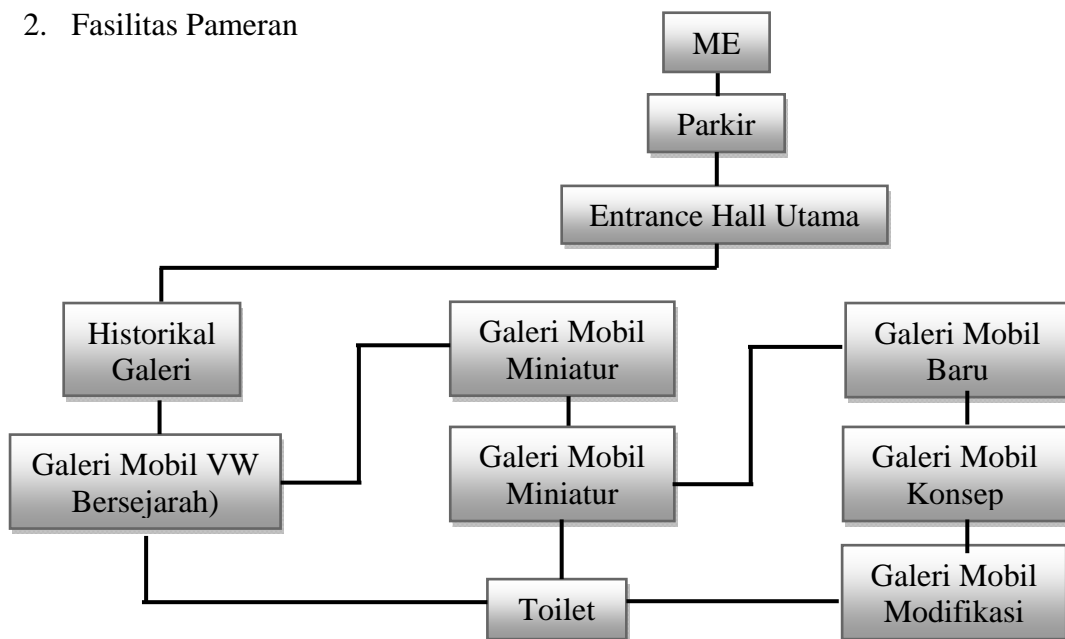 2. Fasilitas Pameran
ME
Parkir
Entrance Hall Utama
Historikal
Galeri
Galeri Mobil
Miniatur
Galeri Mobil
Baru
Galeri Mobil VW
Bersejarah)
Galeri Mobil
Miniatur
Galeri Mobil
Konsep
Toilet
Galeri Mobil
Modifikasi